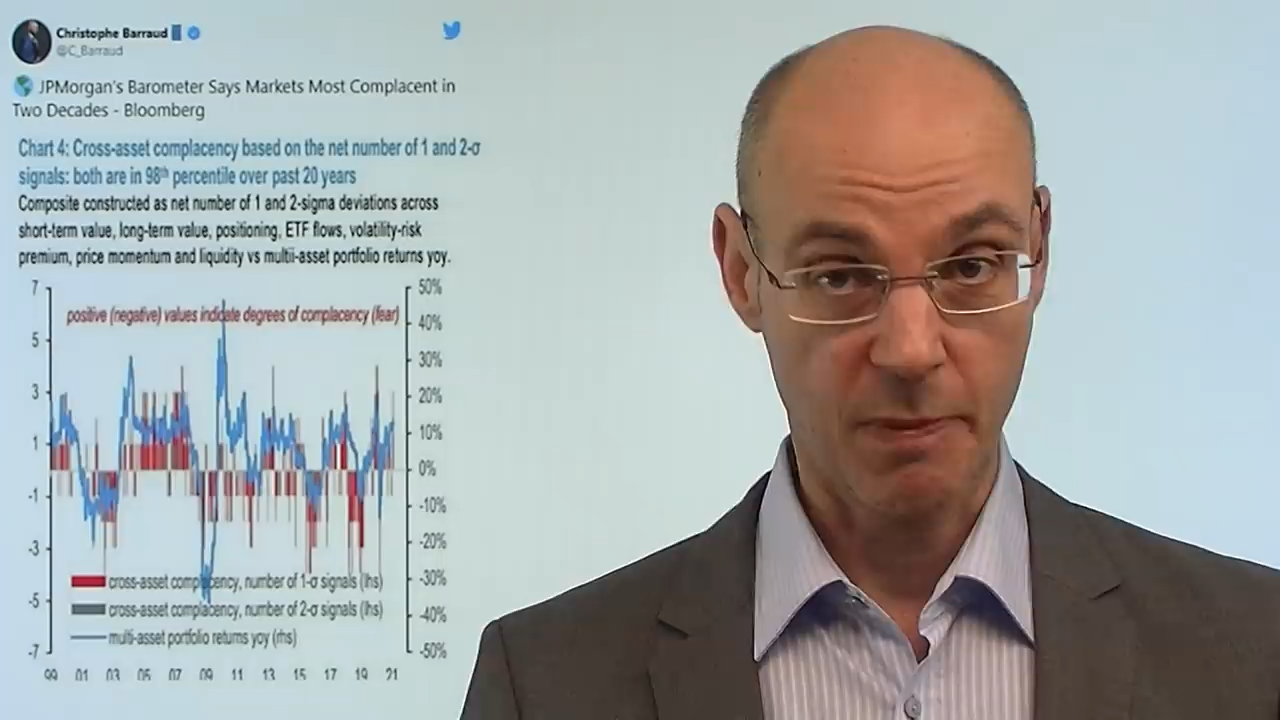 Christophe Barraud
@C_Barraud
JPMorgan's Barometer Says Markets Most Complacent in
Two Decades - Bloomberg
Chart 4: Cross-asset complacency based on the net number of 1 and 2-σ
signals: both are in 98th percentile over past 20 years
Composite constructed as net number of 1 and 2-sigma deviations across
short-term value, long-term value, positioning, ETF flows, volatility-risk
premium, price momentum and liquidity vs multii-asset portfolio returns yoy.
positive (negative) values indicate degrees of complacency (fear)
7
5
3
1
-1
-3
-5
-7
50%
40%
30%
20%
10%
0%
-10%
-20%
-30%
-40%
-50%
cross-asset complacency, number of 1-σ signals (lhs)
cross-asset complacency, number of 2-σ signals (lhs)
multi-asset portfolio returns yoy (rhs)
99 01 03 05 07 09 11 13 15 17 19 21